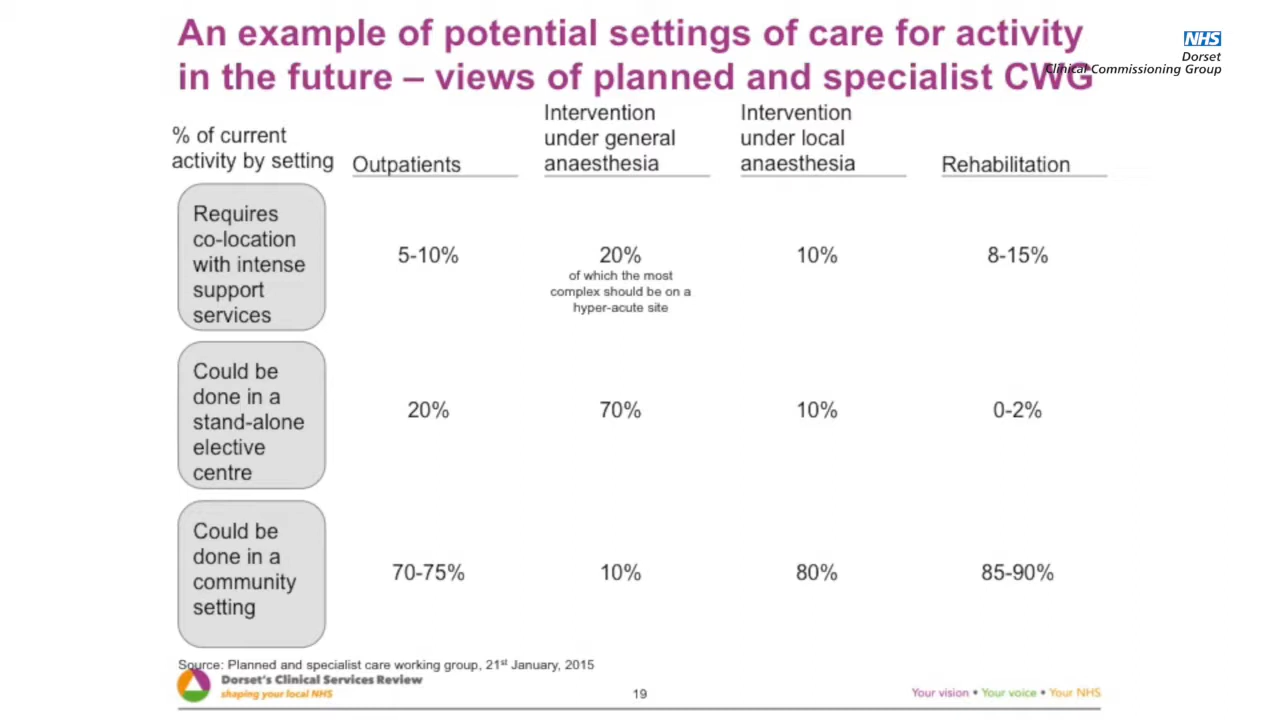 An example of potential settings of care for activity
in the future – views of planned and specialist CWG
NHS
Dorset
Clinical Commissioning Group
% of current
activity by setting
Outpatients
Intervention
under general
anaesthesia
Intervention
under local
anaesthesia
Rehabilitation
Requires
co-location
with intense
support
services
5-10%
20%
of which the most
complex should be on a
hyper-acute site
10%
8-15%
Could be
done in a
stand-alone
elective
centre
20%
70%
10%
0-2%
Could be
done in a
community
setting
70-75%
10%
80%
85-90%
Source: Planned and specialist care working group, 21st January, 2015
Dorset's Clinical Services Review
shaping your local NHS
19
Your vision • Your voice • Your NHS